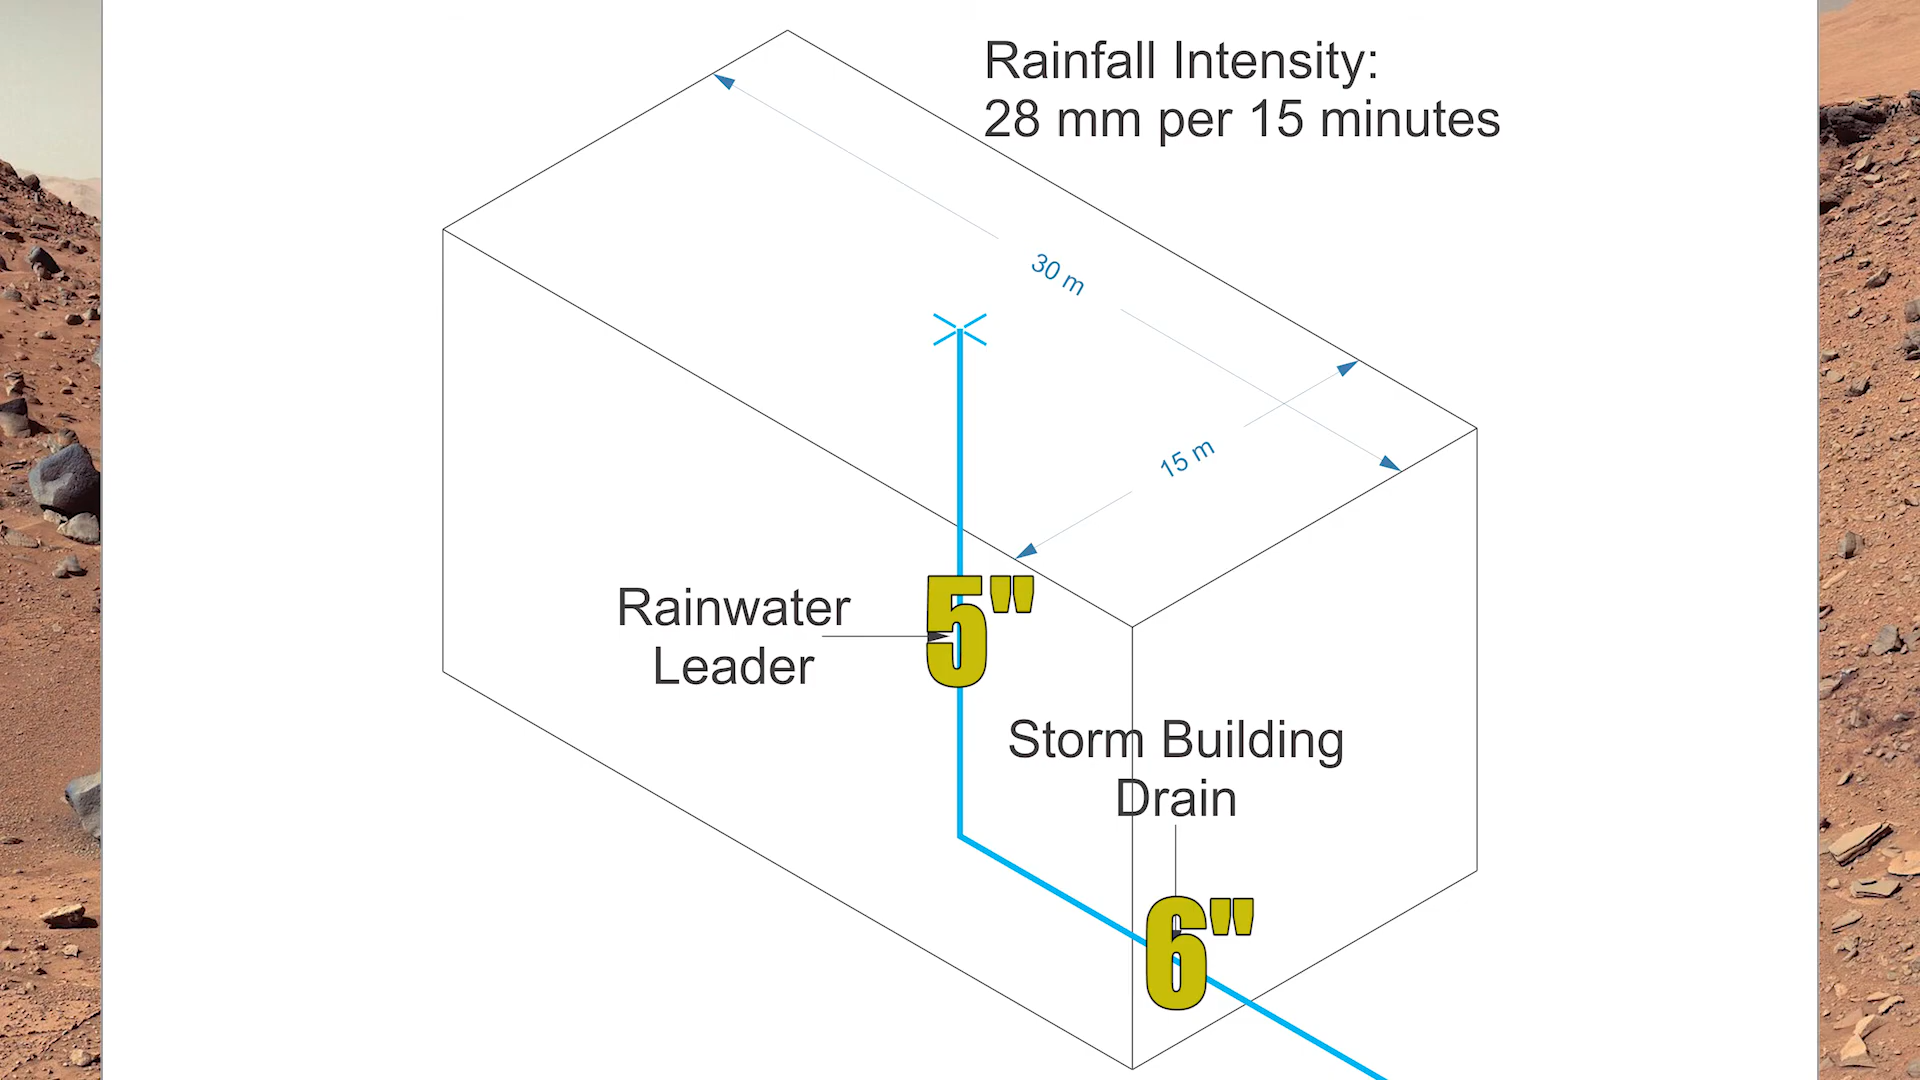 Rainfall Intensity:
28 mm per 15 minutes
30 m
15 m
Rainwater
Leader
5"
Storm Building
Drain
6"